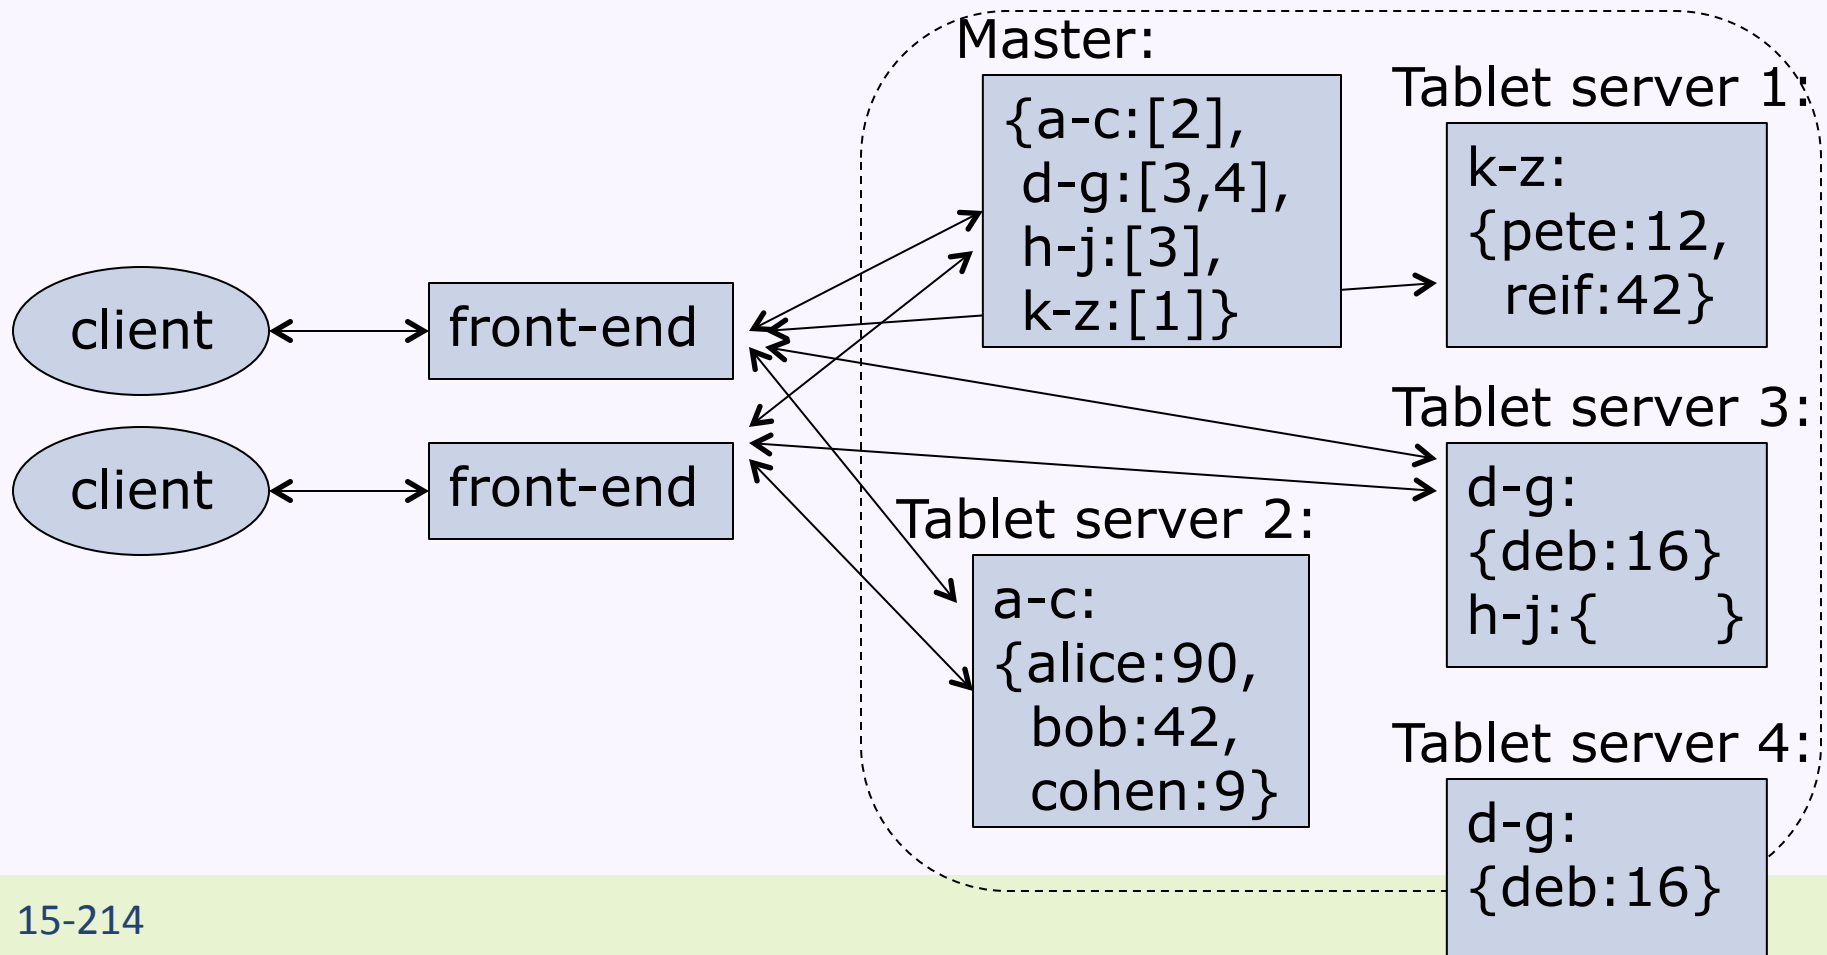 Master:
{a-c:[2],
d-g:[3,4],
h-j:[3],
k-z:[1]}
Tablet server 1:
k-z:
{pete:12,
reif:42}
client
front-end
client
front-end
Tablet server 2:
a-c:
{alice:90,
bob:42,
cohen:9}
Tablet server 3:
d-g:
{deb:16}
h-j:{ }
Tablet server 4:
d-g:
{deb:16}
15-214